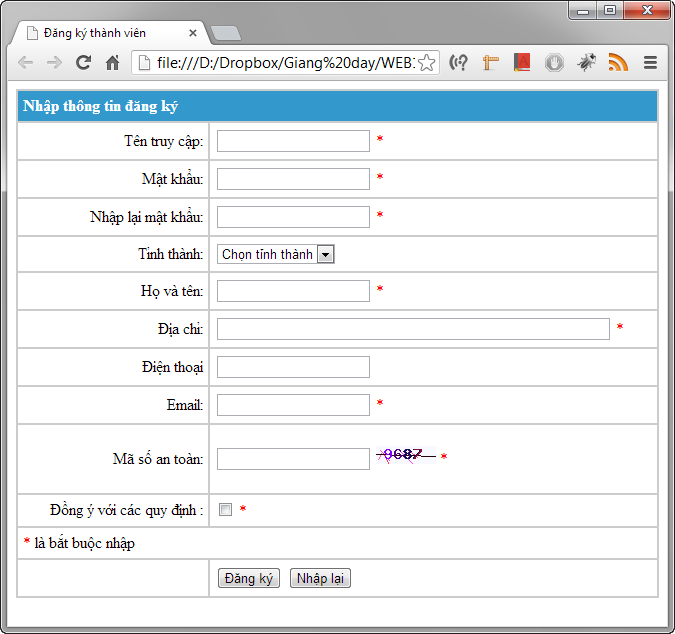 Đăng ký thành viên
file:///D:/Dropbox/Giang%20day/WEB
Nhập thông tin đăng ký
Tên truy cập: *
Mật khẩu: *
Nhập lại mật khẩu: *
Tỉnh thành: Chọn tỉnh thành
Họ và tên: *
Địa chỉ: *
Điện thoại
Email: *
Mã số an toàn: 9687 *
Đồng ý với các quy định : *
* là bắt buộc nhập
Đăng ký Nhập lại